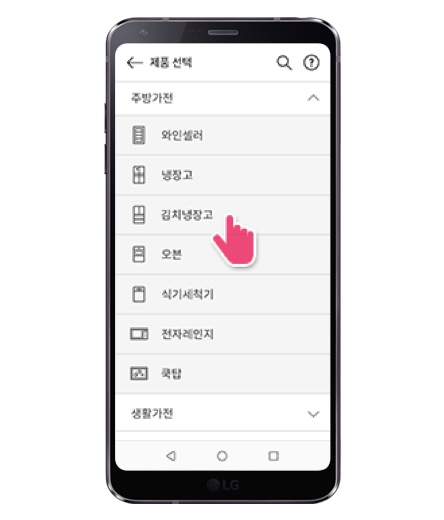 제품 선택
주방가전
와인셀러
냉장고
김치냉장고
오븐
식기세척기
전자레인지
쿡탑
생활가전
LG